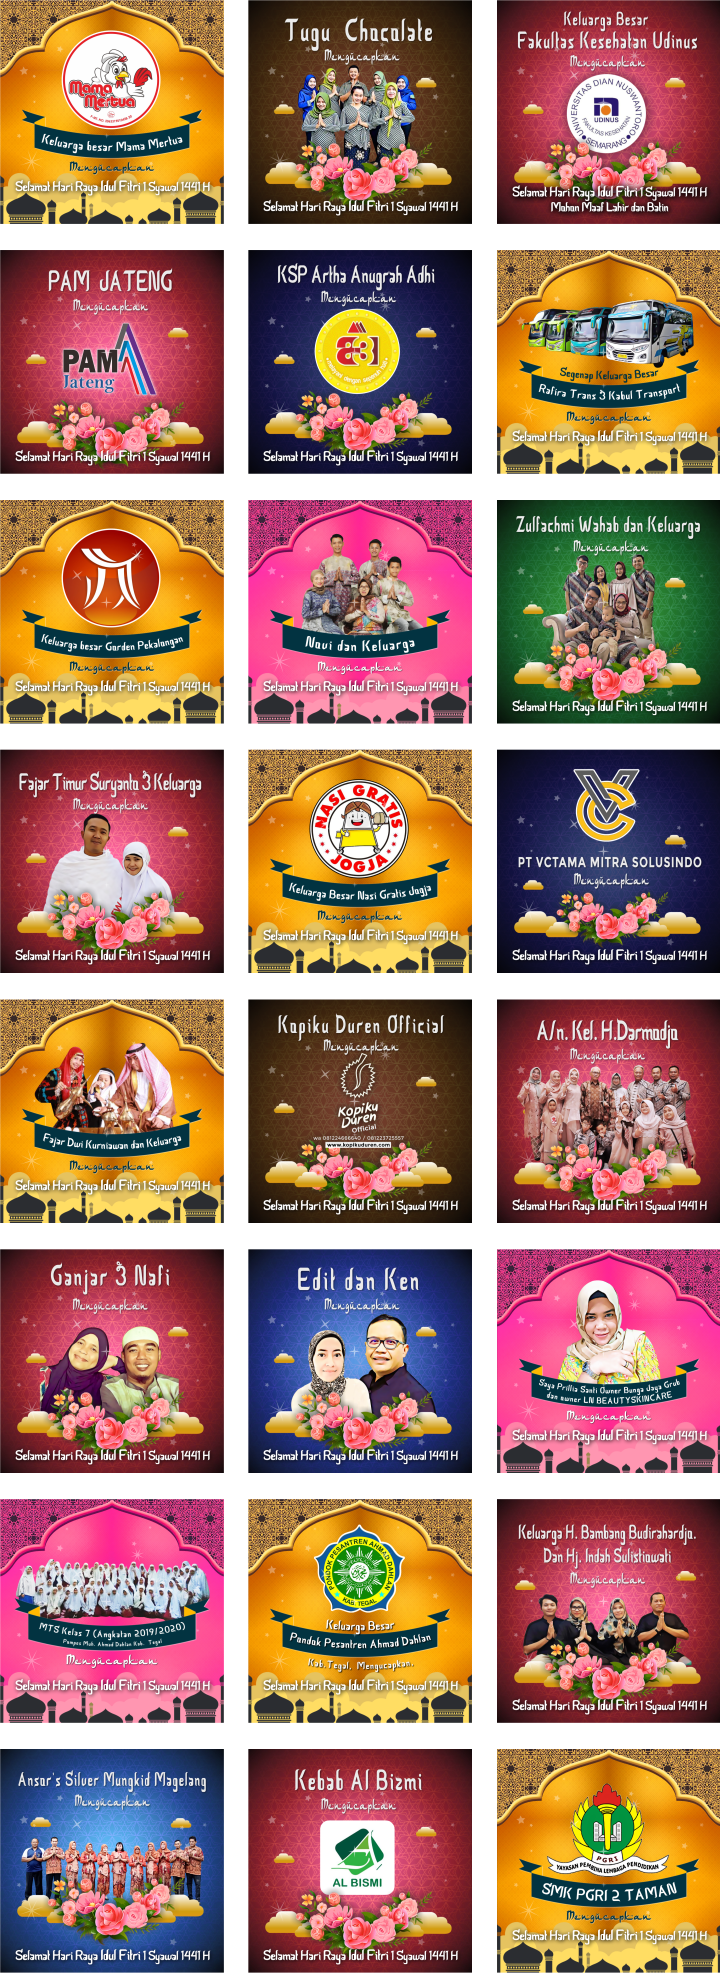 Mama
Mertua
Keluarga besar Mama Mertua
Mengucapkan
Selamat Hari Raya Idul Fitri 1 Syawal 1441 H
Tugu Chocolate
Mengucapkan
Selamat Hari Raya Idul Fitri 1 Syawal 1441 H
Keluarga Besar
Fakultas Kesehatan Udinus
Mengucapkan
UNIVERSITAS DIAN NUSWANTORO
UDINUS
FAKULTAS KESEHATAN
SEMARANG
Selamat Hari Raya Idul Fitri 1 Syawal 1441 H
Mohon Maaf Lahir dan Batin
PAM JATENG
Mengucapkan
PAM
Jateng
Selamat Hari Raya Idul Fitri 1 Syawal 1441 H
KSP Artha Anugrah Adhi
Mengucapkan
Selamat Hari Raya Idul Fitri 1 Syawal 1441 H
Segenap Keluarga Besar
Rafira Trans & Kabul Transport
Mengucapkan
Selamat Hari Raya Idul Fitri 1 Syawal 1441 H
Keluarga besar Gorden Pekalongan
Mengucapkan
Selamat Hari Raya Idul Fitri 1 Syawal 1441 H
Novi dan Keluarga
Mengucapkan
Selamat Hari Raya Idul Fitri 1 Syawal 1441 H
Zulfachmi Wahab dan Keluarga
Mengucapkan
Selamat Hari Raya Idul Fitri 1 Syawal 1441 H
Fajar Timur Suryanto & Keluarga
Mengucapkan
Selamat Hari Raya Idul Fitri 1 Syawal 1441 H
NASI GRATIS
JOGJA
Keluarga Besar Nasi Gratis Jogja
Mengucapkan
Selamat Hari Raya Idul Fitri 1 Syawal 1441 H
PT VCTAMA MITRA SOLUSINDO
Mengucapkan
Selamat Hari Raya Idul Fitri 1 Syawal 1441 H
Fajar Dwi Kurniawan dan Keluarga
Mengucapkan
Selamat Hari Raya Idul Fitri 1 Syawal 1441 H
Kopiku Duren Official
Mengucapkan
Kopiku
Duren
Official
wa 081224666640 / 081223725557
www.kopikuduren.com
Selamat Hari Raya Idul Fitri 1 Syawal 1441 H
A/n. Kel. H.Darmodjo
Mengucapkan
Selamat Hari Raya Idul Fitri 1 Syawal 1441 H
Ganjar & Nafi
Mengucapkan
Selamat Hari Raya Idul Fitri 1 Syawal 1441 H
Edit dan Ken
Mengucapkan
Selamat Hari Raya Idul Fitri 1 Syawal 1441 H
Saya Prillia Santi Owner Bunga Jaya Grub
dan owner LN BEAUTYSKINCARE
Mengucapkan
Selamat Hari Raya Idul Fitri 1 Syawal 1441 H
MTS Kelas 7 (Angkatan 2019/2020)
Pompes Muh. Ahmad Dahlan Kab. Tegal
Mengucapkan
Selamat Hari Raya Idul Fitri 1 Syawal 1441 H
PONDOK PESANTREN AHMAD DAHLAN
KAB. TEGAL
Keluarga Besar
Pondok Pesantren Ahmad Dahlan
Kab. Tegal, Mengucapkan,
Selamat Hari Raya Idul Fitri 1 Syawal 1441 H
Keluarga H. Bambang Budirahardjo.
Dan Hj. Indah Sulistiowati
Mengucapkan
Selamat Hari Raya Idul Fitri 1 Syawal 1441 H
Ansor's Silver Mungkid Magelang
Mengucapkan
Selamat Hari Raya Idul Fitri 1 Syawal 1441 H
Kebab Al Bizmi
Mengucapkan
AL BISMI
Selamat Hari Raya Idul Fitri 1 Syawal 1441 H
PGRI
YAYASAN PEMBINA LEMBAGA PENDIDIKAN
SMK PGRI 2 TAMAN
Mengucapkan
Selamat Hari Raya Idul Fitri 1 Syawal 1441 H